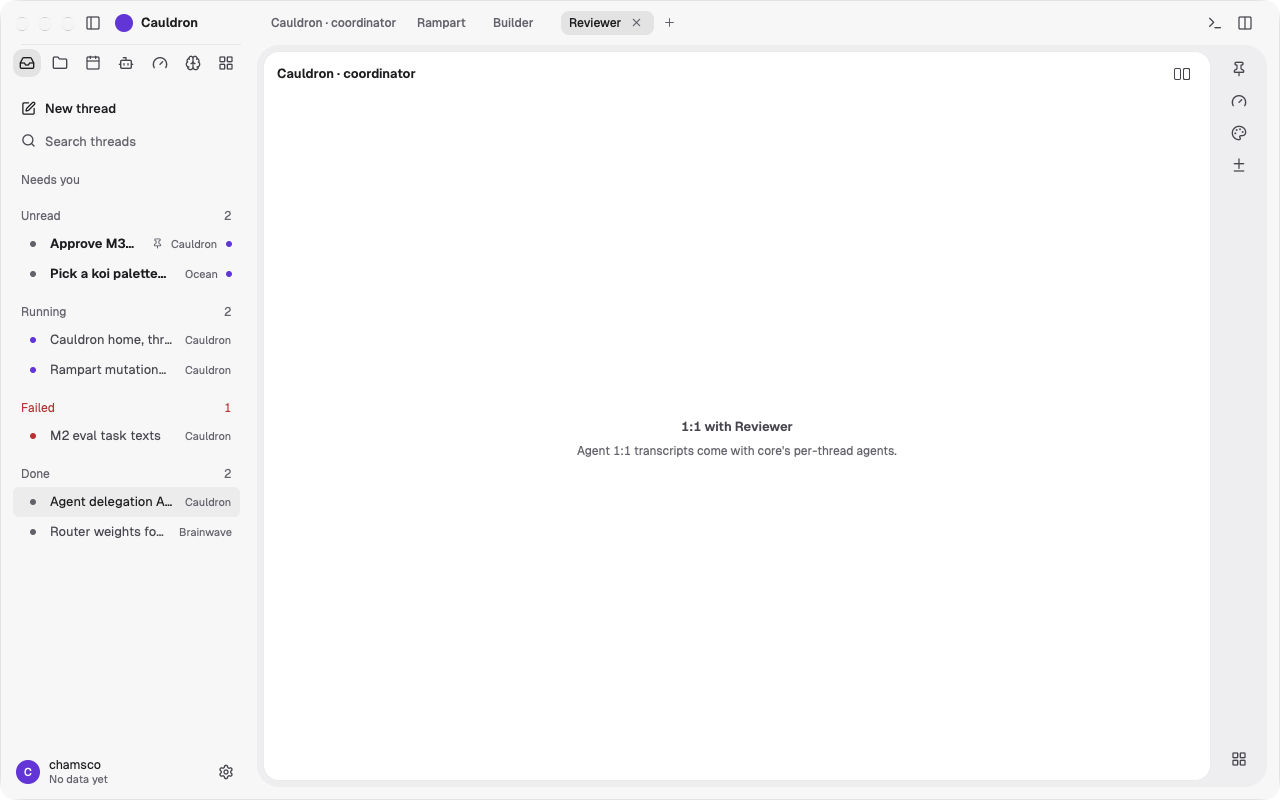 Cauldron
Cauldron · coordinator
Rampart
Builder
Reviewer
New thread
Search threads
Needs you
Unread 2
Approve M3... Cauldron
Pick a koi palette... Ocean
Running 2
Cauldron home, thr... Cauldron
Rampart mutation... Cauldron
Failed 1
M2 eval task texts Cauldron
Done 2
Agent delegation A... Cauldron
Router weights fo... Brainwave
C
chamsco
No data yet
Cauldron · coordinator
1:1 with Reviewer
Agent 1:1 transcripts come with core's per-thread agents.